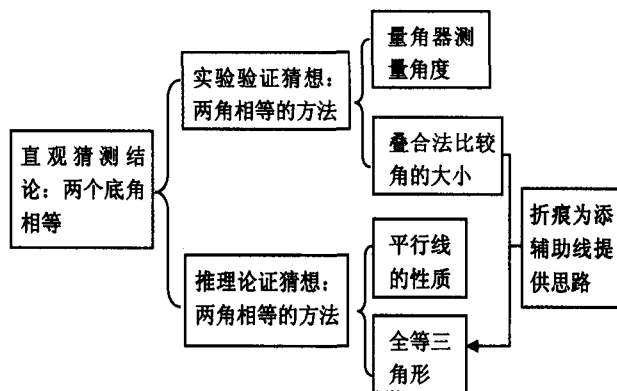 直观猜测结
论：两个底角
相等
实验验证猜想：
两角相等的方法
量角器测
量角度
叠合法比较
角的大小
推理论证猜想：
两角相等的方法
平行线
的性质
全等三
角形
折痕为添
辅助线提
供思路